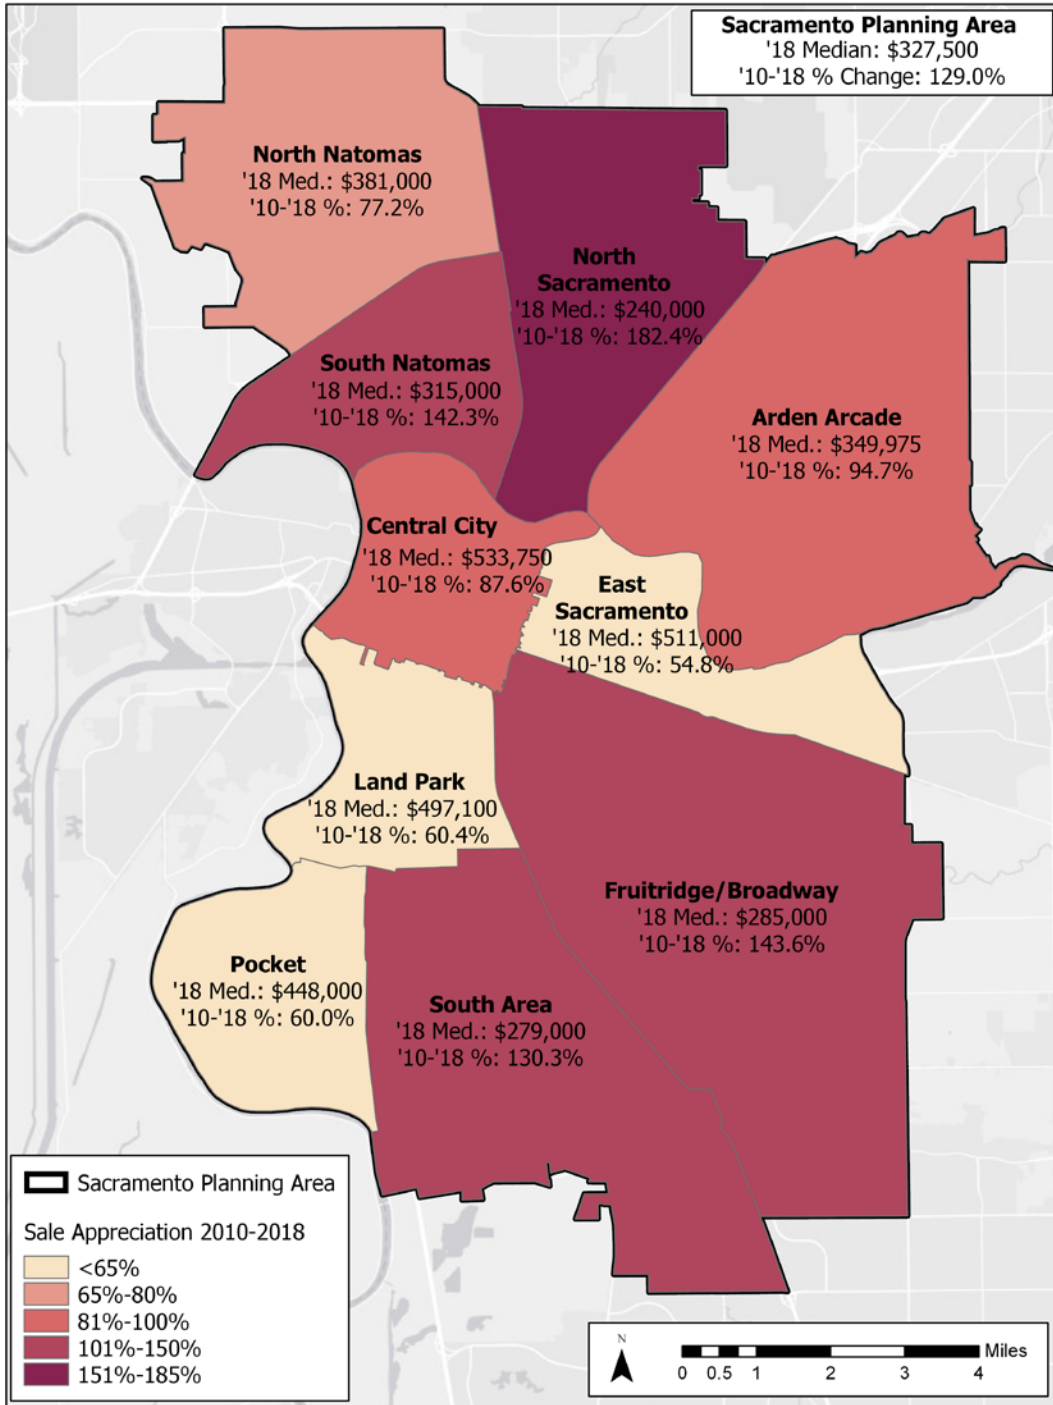 Sacramento Planning Area
'18 Median: $327,500
'10-'18 % Change: 129.0%
North Natomas
'18 Med.: $381,000
'10-'18 %: 77.2%
North
Sacramento
'18 Med.: $240,000
'10-'18 %: 182.4%
South Natomas
'18 Med.: $315,000
'10-'18 %: 142.3%
Arden Arcade
'18 Med.: $349,975
'10-'18 %: 94.7%
Central City
'18 Med.: $533,750
'10-'18 %: 87.6%
East
Sacramento
'18 Med.: $511,000
'10-'18 %: 54.8%
Land Park
'18 Med.: $497,100
'10-'18 %: 60.4%
Fruitridge/Broadway
'18 Med.: $285,000
'10-'18 %: 143.6%
Pocket
'18 Med.: $448,000
'10-'18 %: 60.0%
South Area
'18 Med.: $279,000
'10-'18 %: 130.3%
Sacramento Planning Area
Sale Appreciation 2010-2018
<65%
65%-80%
81%-100%
101%-150%
151%-185%
N
Miles
0 0.5 1 2 3 4